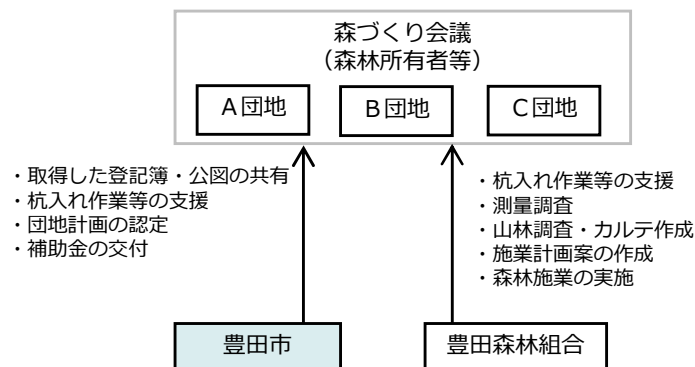 森づくり会議
（森林所有者等）
A団地
B団地
C団地
・取得した登記簿・公図の共有
・杭入れ作業等の支援
・団地計画の認定
・補助金の交付
・杭入れ作業等の支援
・測量調査
・山林調査・カルテ作成
・施業計画案の作成
・森林施業の実施
豊田市
豊田森林組合